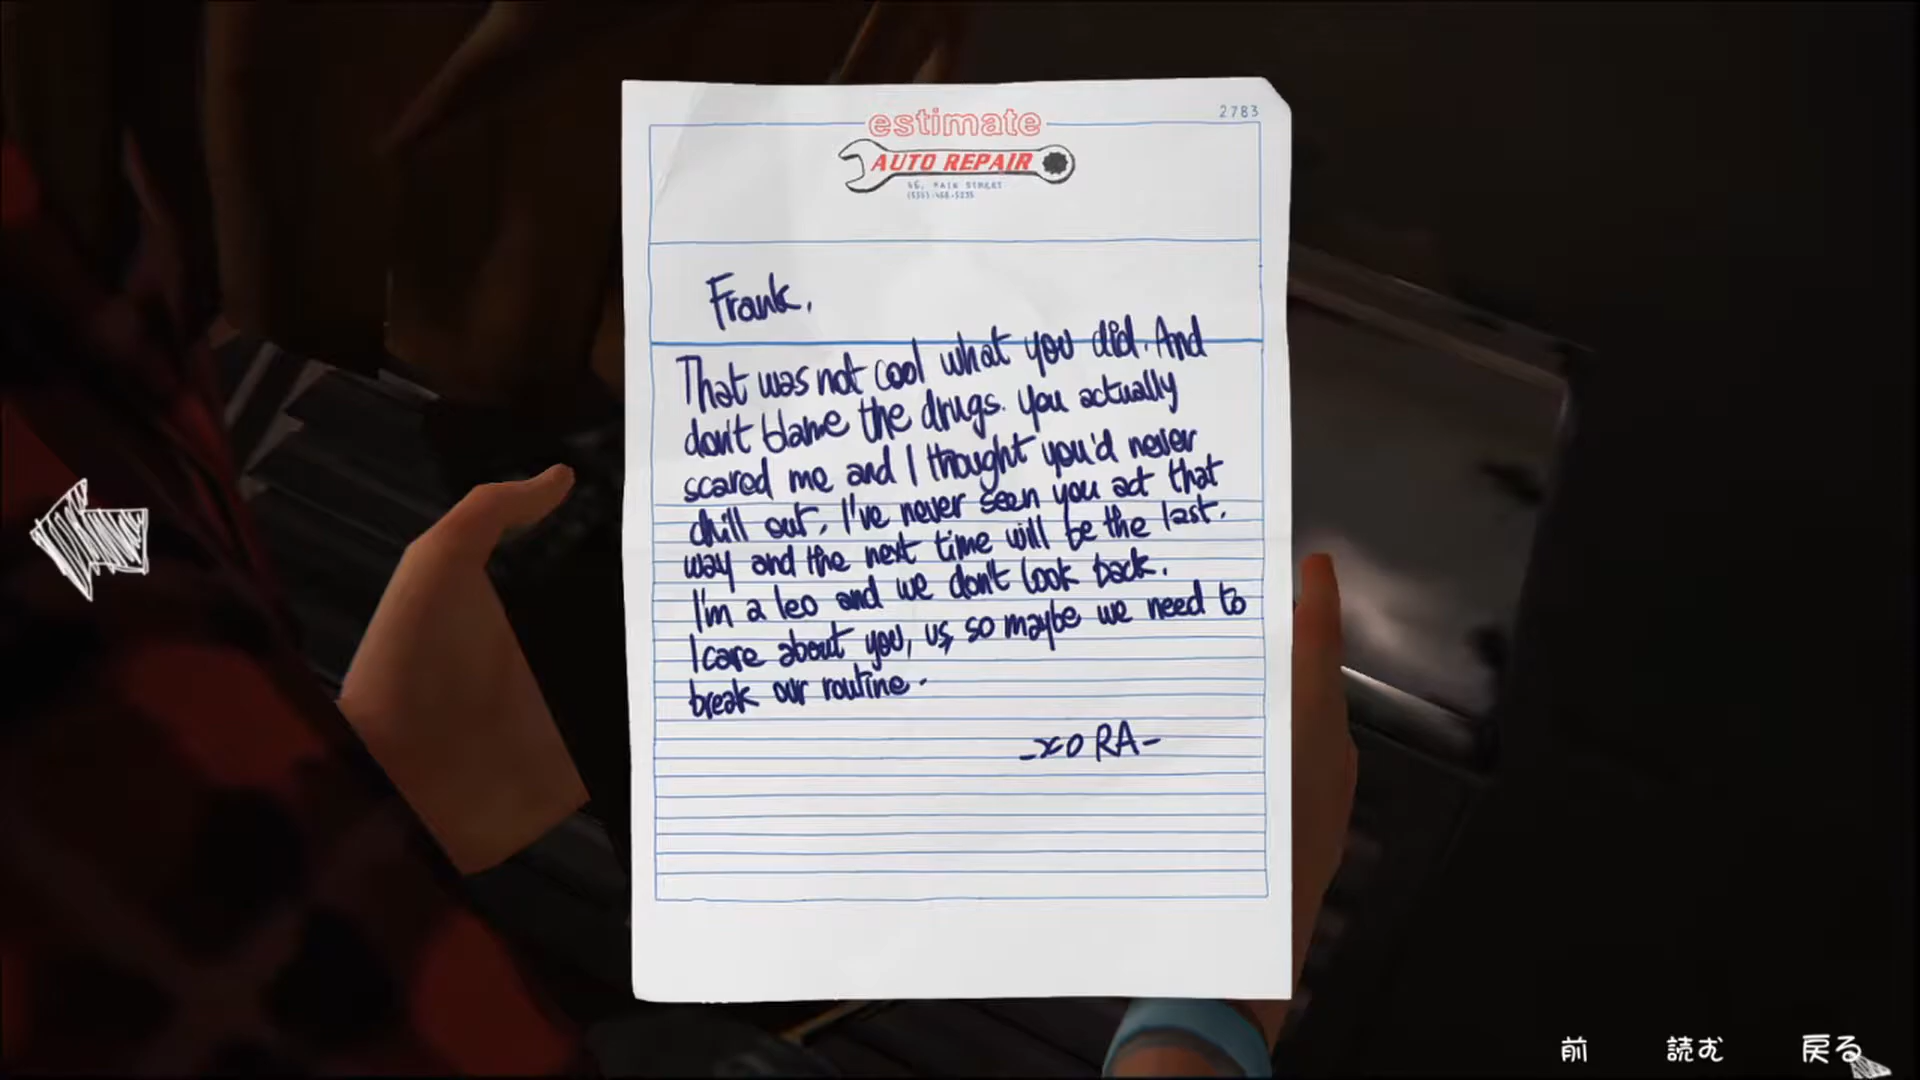 2783
estimate
AUTO REPAIR
Frank,
That was not cool what you did. And
don't blame the drugs. You actually
scared me and I thought you'd never
chill out. I've never seen you act that
way and the next time will be the last.
I'm a leo and we don't look back.
I care about you, us, so maybe we need to
break our routine.
-xo RA-
前 読む 戻る